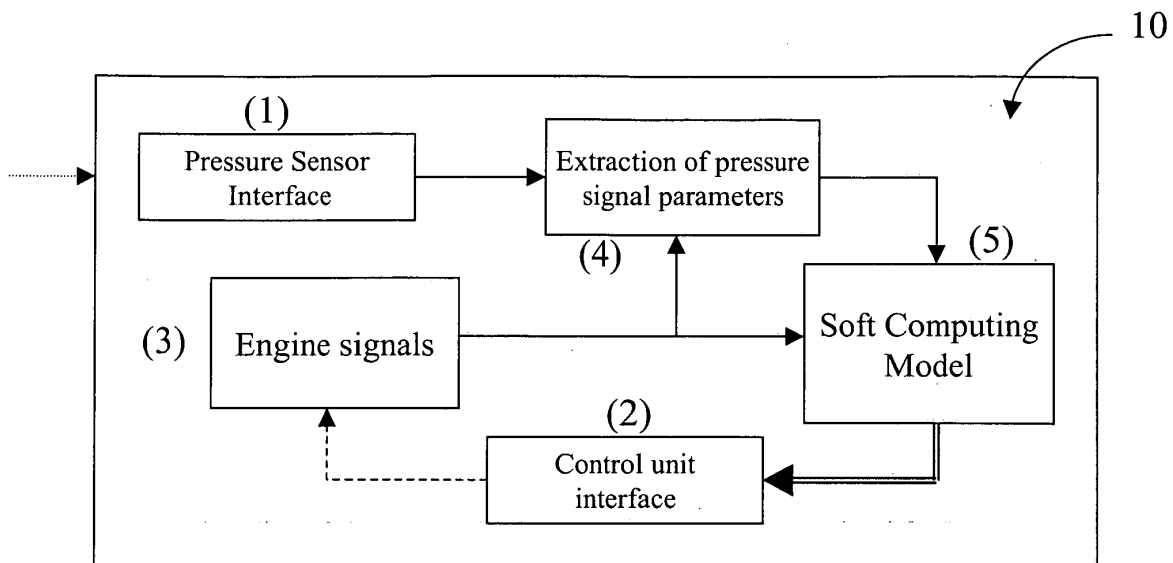 10
(1)
Pressure Sensor
Interface
Extraction of pressure
signal parameters
(4)
(5)
(3)
Engine signals
Soft Computing
Model
(2)
Control unit
interface